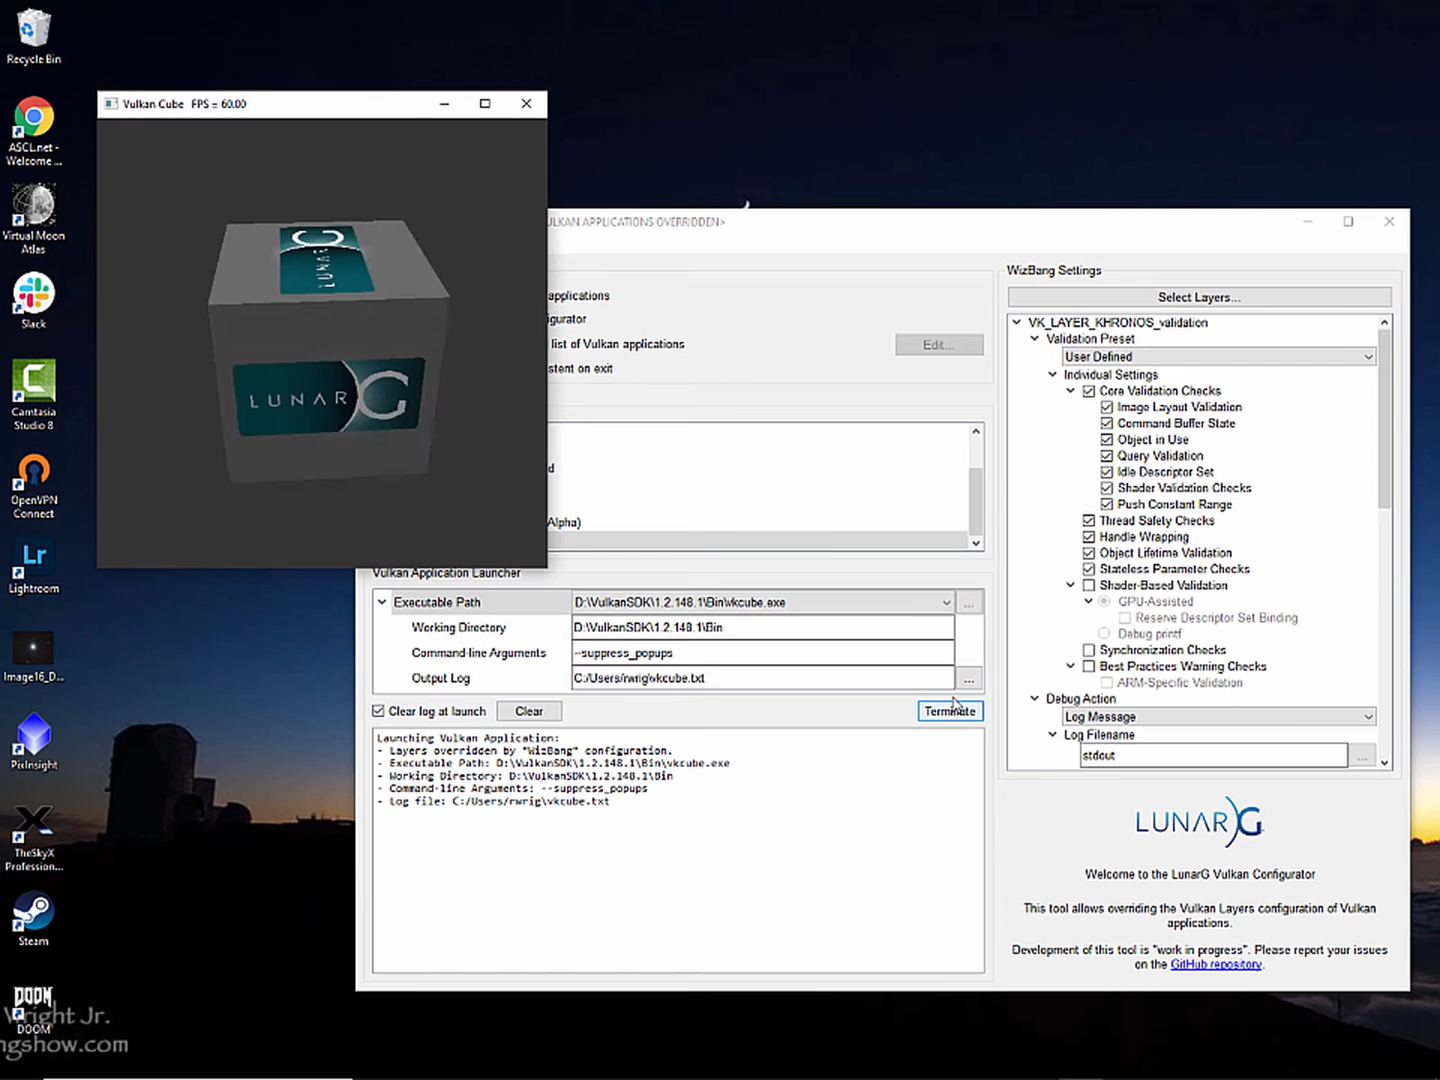 Recycle Bin
ASCL.net -
Welcome ...
Virtual Moon
Atlas
Slack
Camtasia
Studio 8
OpenVPN
Connect
Lr
Lightroom
Image16_D...
PixInsight
TheSkyX
Profession...
Steam
DOOM
DOOM
Wright Jr.
ngshow.com
Vulkan Cube FPS = 60.00
LUNAR G
LUNAR G
VULKAN APPLICATIONS OVERRIDDEN>
applications
igurator
list of Vulkan applications
Edit...
stent on exit
d
Alpha)
Vulkan Application Launcher
Executable Path D:\VulkanSDK\1.2.148.1\Bin\vkcube.exe ...
Working Directory D:\VulkanSDK\1.2.148.1\Bin
Command-line Arguments --suppress_popups
Output Log C:/Users/rwrig\vkcube.txt ...
Clear log at launch Clear Terminate
Launching Vulkan Application:
- Layers overridden by "WizBang" configuration.
- Executable Path: D:\VulkanSDK\1.2.148.1\Bin\vkcube.exe
- Working Directory: D:\VulkanSDK\1.2.148.1\Bin
- Command-line Arguments: --suppress_popups
- Log file: C:/Users/rwrig\vkcube.txt
WizBang Settings
Select Layers...
VK_LAYER_KHRONOS_validation
Validation Preset
User Defined
Individual Settings
Core Validation Checks
Image Layout Validation
Command Buffer State
Object in Use
Query Validation
Idle Descriptor Set
Shader Validation Checks
Push Constant Range
Thread Safety Checks
Handle Wrapping
Object Lifetime Validation
Stateless Parameter Checks
Shader-Based Validation
GPU-Assisted
Reserve Descriptor Set Binding
Debug printf
Synchronization Checks
Best Practices Warning Checks
ARM-Specific Validation
Debug Action
Log Message
Log Filename
stdout ...
LUNAR G
Welcome to the LunarG Vulkan Configurator
This tool allows overriding the Vulkan Layers configuration of Vulkan
applications.
Development of this tool is "work in progress". Please report your issues
on the GitHub repository.